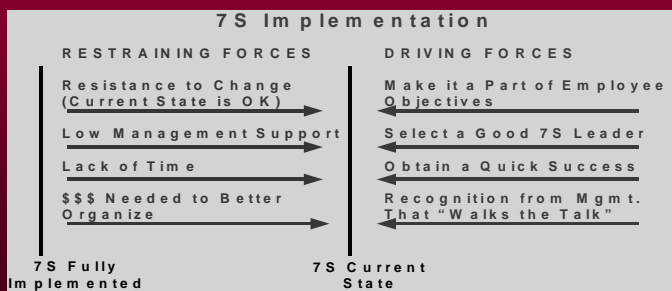 7S Implementation
RESTRAINING FORCES
Resistance to Change
(Current State is OK)
Low Management Support
Lack of Time
$$$ Needed to Better
Organize
DRIVING FORCES
Make it a Part of Employee
Objectives
Select a Good 7S Leader
Obtain a Quick Success
Recognition from Mgmt.
That “Walks the Talk”
7S Fully
Implemented
7S Current
State